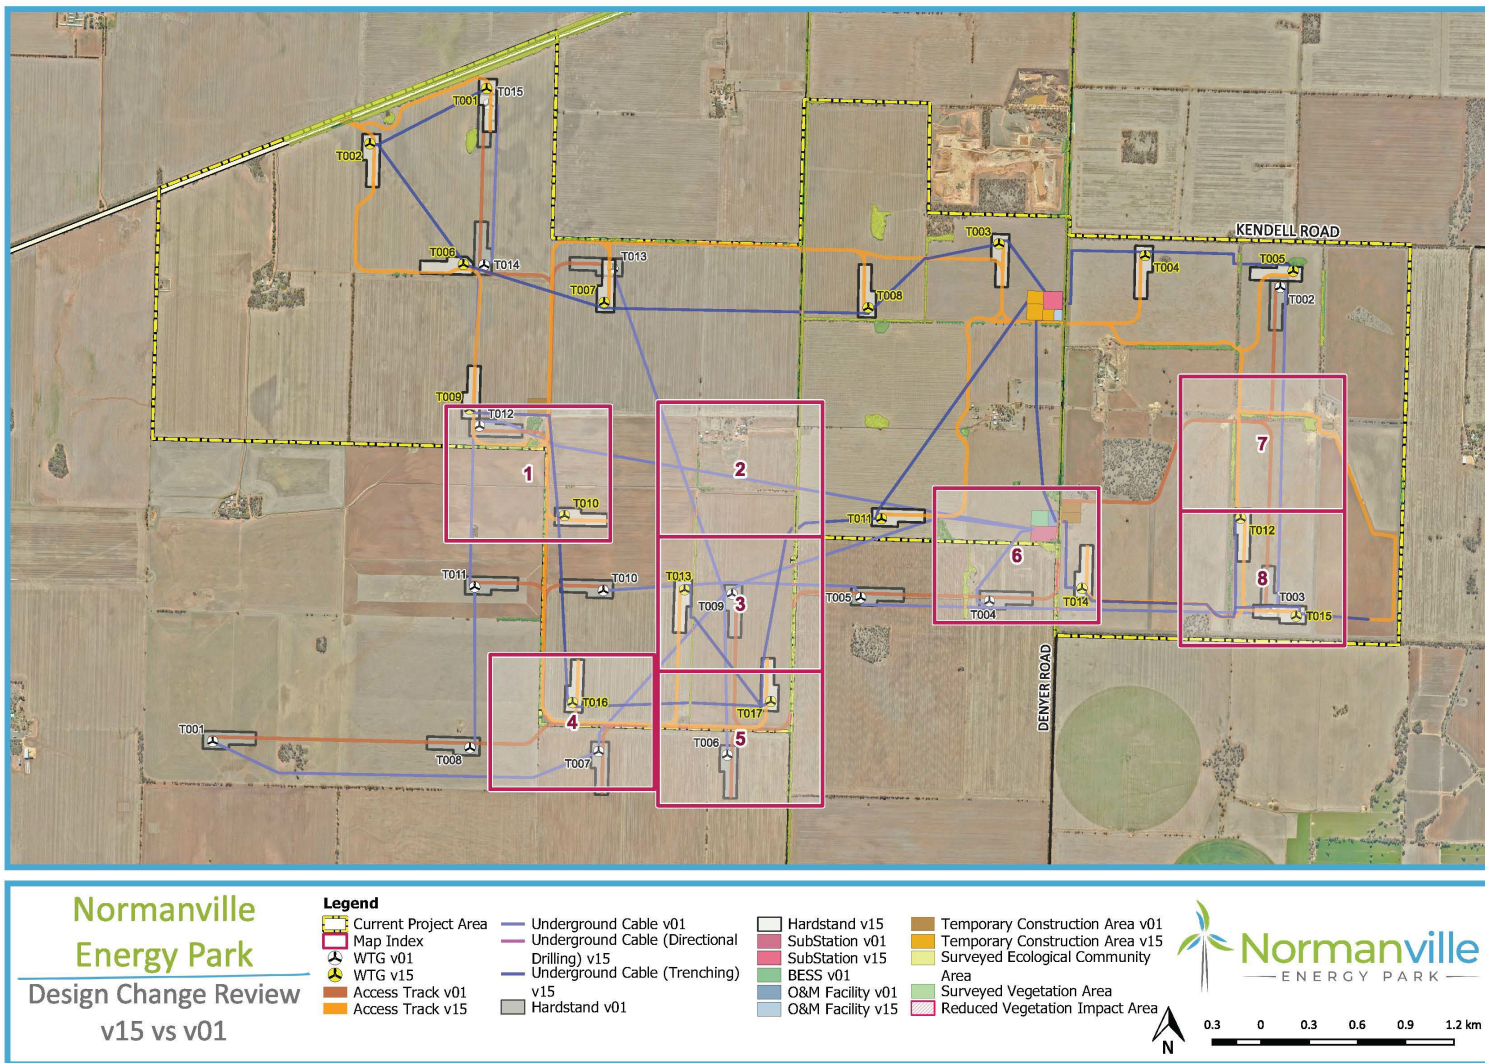 T015
T001
T002
KENDELL ROAD
T003
T006
T014
T013
T004
T005
T007
T008
T002
T009
T012
1
2
7
T010
T011
T012
6
T011
T010
T013
T009
3
T005
T004
T014
8
T003
T015
DENYER ROAD
T016
T017
4
5
T001
T008
T007
T006
Normanville
Energy Park
Design Change Review
v15 vs v01
Legend
Current Project Area
Map Index
WTG v01
WTG v15
Access Track v01
Access Track v15
Underground Cable v01
Underground Cable (Directional
Drilling) v15
Underground Cable (Trenching)
v15
Hardstand v01
Hardstand v15
SubStation v01
SubStation v15
BESS v01
O&M Facility v01
O&M Facility v15
Temporary Construction Area v01
Temporary Construction Area v15
Surveyed Ecological Community
Area
Surveyed Vegetation Area
Reduced Vegetation Impact Area
Normanville
ENERGY PARK
N
0.3 0 0.3 0.6 0.9 1.2 km